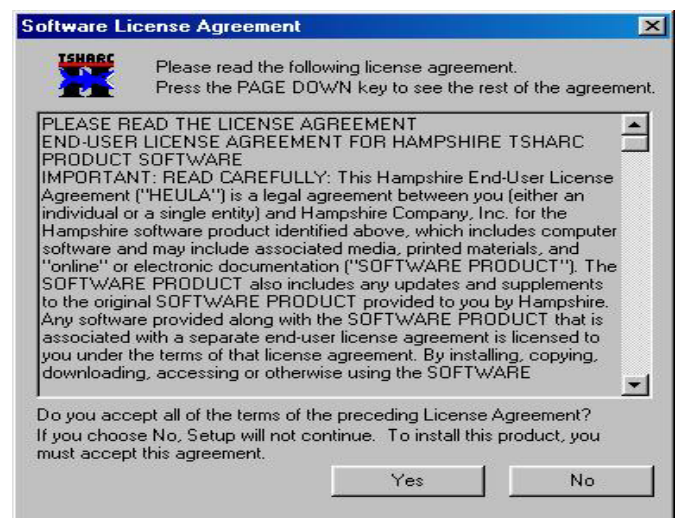 Software License Agreement
TSHARC
Please read the following license agreement.
Press the PAGE DOWN key to see the rest of the agreement.
PLEASE READ THE LICENSE AGREEMENT
END-USER LICENSE AGREEMENT FOR HAMPSHIRE TSHARC
PRODUCT SOFTWARE
IMPORTANT: READ CAREFULLY: This Hampshire End-User License
Agreement ("HEULA") is a legal agreement between you (either an
individual or a single entity) and Hampshire Company, Inc. for the
Hampshire software product identified above, which includes computer
software and may include associated media, printed materials, and
"online" or electronic documentation ("SOFTWARE PRODUCT"). The
SOFTWARE PRODUCT also includes any updates and supplements
to the original SOFTWARE PRODUCT provided to you by Hampshire.
Any software provided along with the SOFTWARE PRODUCT that is
associated with a separate end-user license agreement is licensed to
you under the terms of that license agreement. By installing, copying,
downloading, accessing or otherwise using the SOFTWARE
Do you accept all of the terms of the preceding License Agreement?
If you choose No, Setup will not continue. To install this product, you
must accept this agreement.
Yes
No